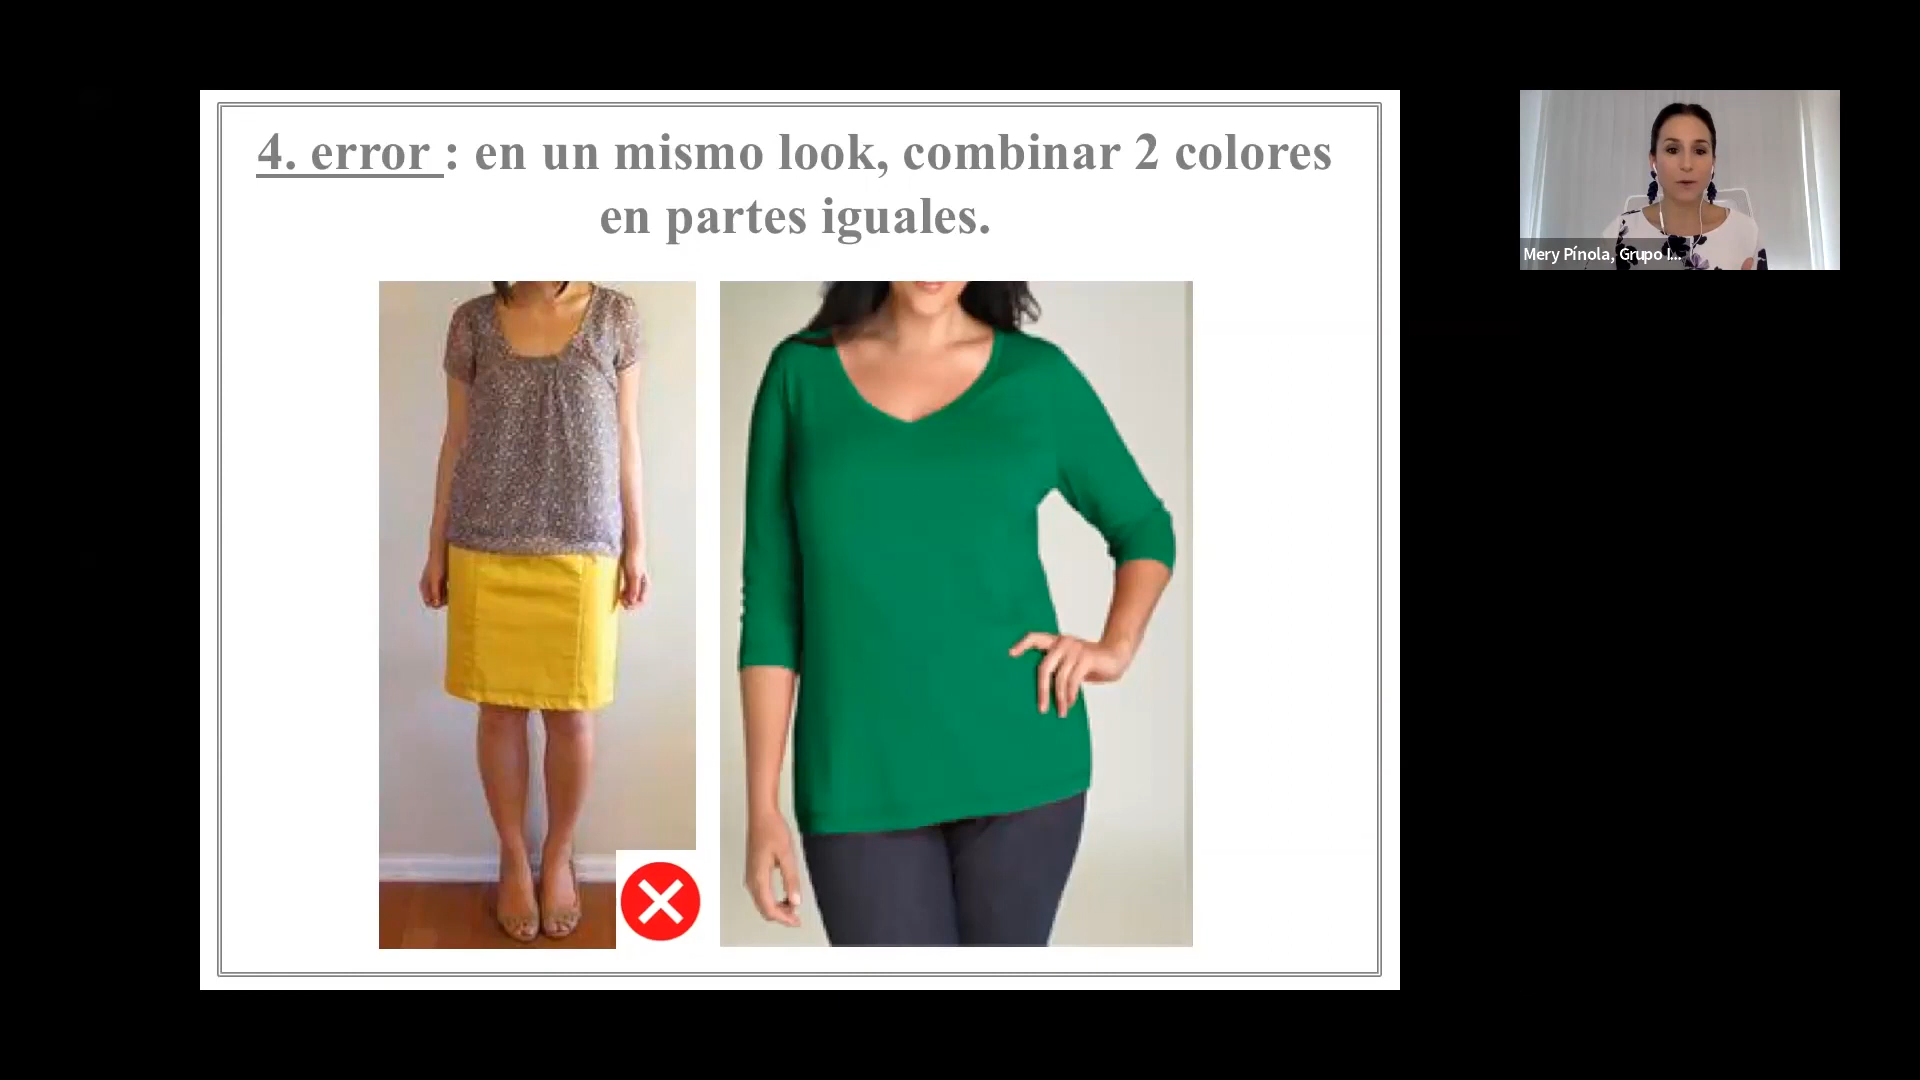 4. error : en un mismo look, combinar 2 colores
en partes iguales.
Mery Pínola, Grupo I...